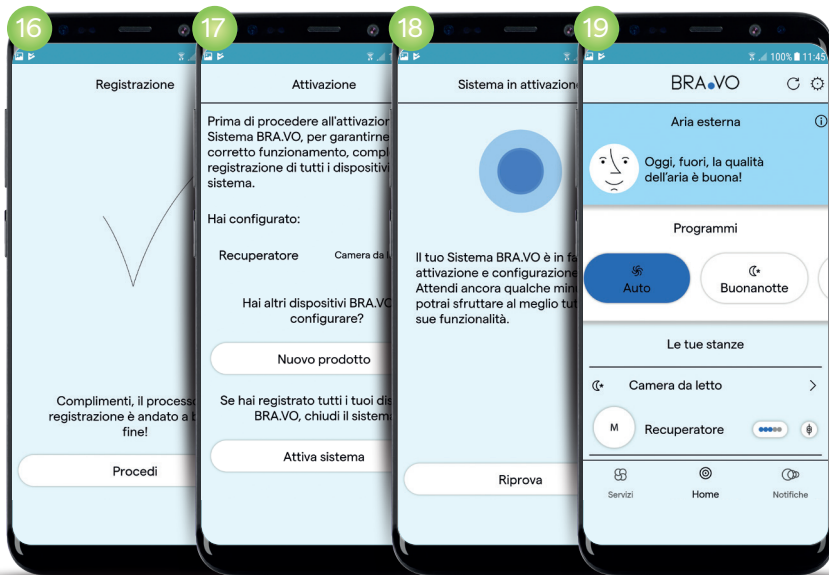 16
Registrazione
Complimenti, il processo
registrazione è andato a
fine!
Procedi
17
Attivazione
Prima di procedere all'attivazion
Sistema BRA.VO, per garantirne
corretto funzionamento, compl
registrazione di tutti i dispositivi
sistema.
Hai configurato:
Recuperatore Camera da
Hai altri dispositivi BRA.VO
configurare?
Nuovo prodotto
Se hai registrato tutti i tuoi dis
BRA.VO, chiudi il sistema
Attiva sistema
18
Sistema in attivazione
Il tuo Sistema BRA.VO è in fa
attivazione e configurazione
Attendi ancora qualche min
potrai sfruttare al meglio tut
sue funzionalità.
Riprova
19
100% 11:45
BRA.VO
Aria esterna
Oggi, fuori, la qualità
dell'aria è buona!
Programmi
Auto
Buonanotte
Le tue stanze
Camera da letto
M Recuperatore
Servizi Home Notifiche